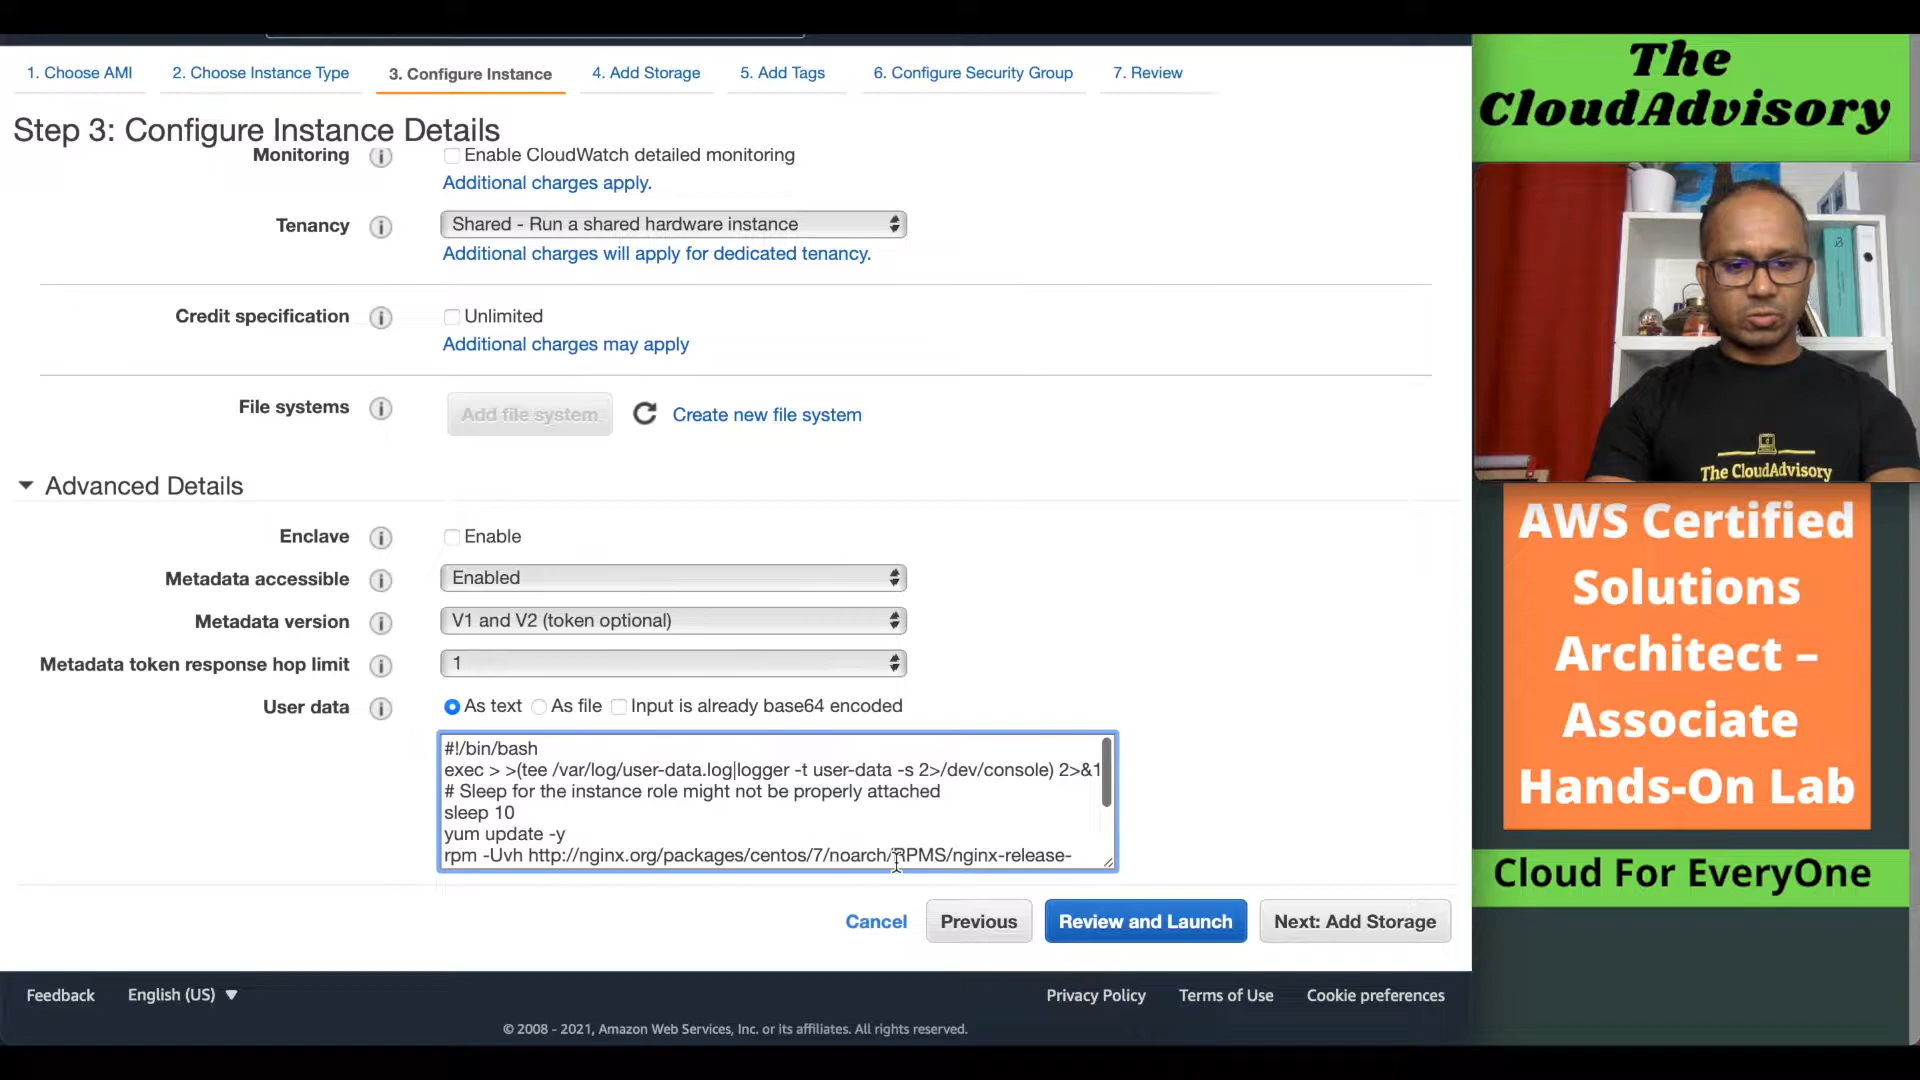 1. Choose AMI
2. Choose Instance Type
3. Configure Instance
4. Add Storage
5. Add Tags
6. Configure Security Group
7. Review
Step 3: Configure Instance Details
Monitoring
Enable CloudWatch detailed monitoring
Additional charges apply.
Tenancy
Shared - Run a shared hardware instance
Additional charges will apply for dedicated tenancy.
Credit specification
Unlimited
Additional charges may apply
File systems
Add file system
Create new file system
Advanced Details
Enclave
Enable
Metadata accessible
Enabled
Metadata version
V1 and V2 (token optional)
Metadata token response hop limit
1
User data
As text
As file
Input is already base64 encoded
#!/bin/bash
exec > >(tee /var/log/user-data.log|logger -t user-data -s 2>/dev/console) 2>&1
# Sleep for the instance role might not be properly attached
sleep 10
yum update -y
rpm -Uvh http://nginx.org/packages/centos/7/noarch/RPMS/nginx-release-
Cancel
Previous
Review and Launch
Next: Add Storage
Feedback
English (US)
Privacy Policy
Terms of Use
Cookie preferences
© 2008 - 2021, Amazon Web Services, Inc. or its affiliates. All rights reserved.
The
CloudAdvisory
The CloudAdvisory
AWS Certified
Solutions
Architect –
Associate
Hands-On Lab
Cloud For EveryOne